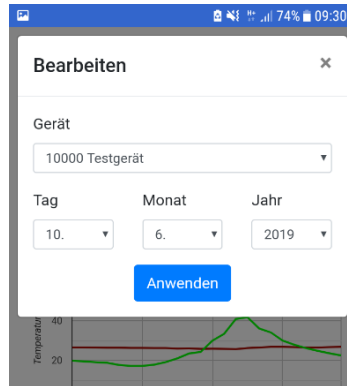 74% 09:30
Bearbeiten ×
Gerät
10000 Testgerät
Tag Monat Jahr
10. 6. 2019
Anwenden
40
20